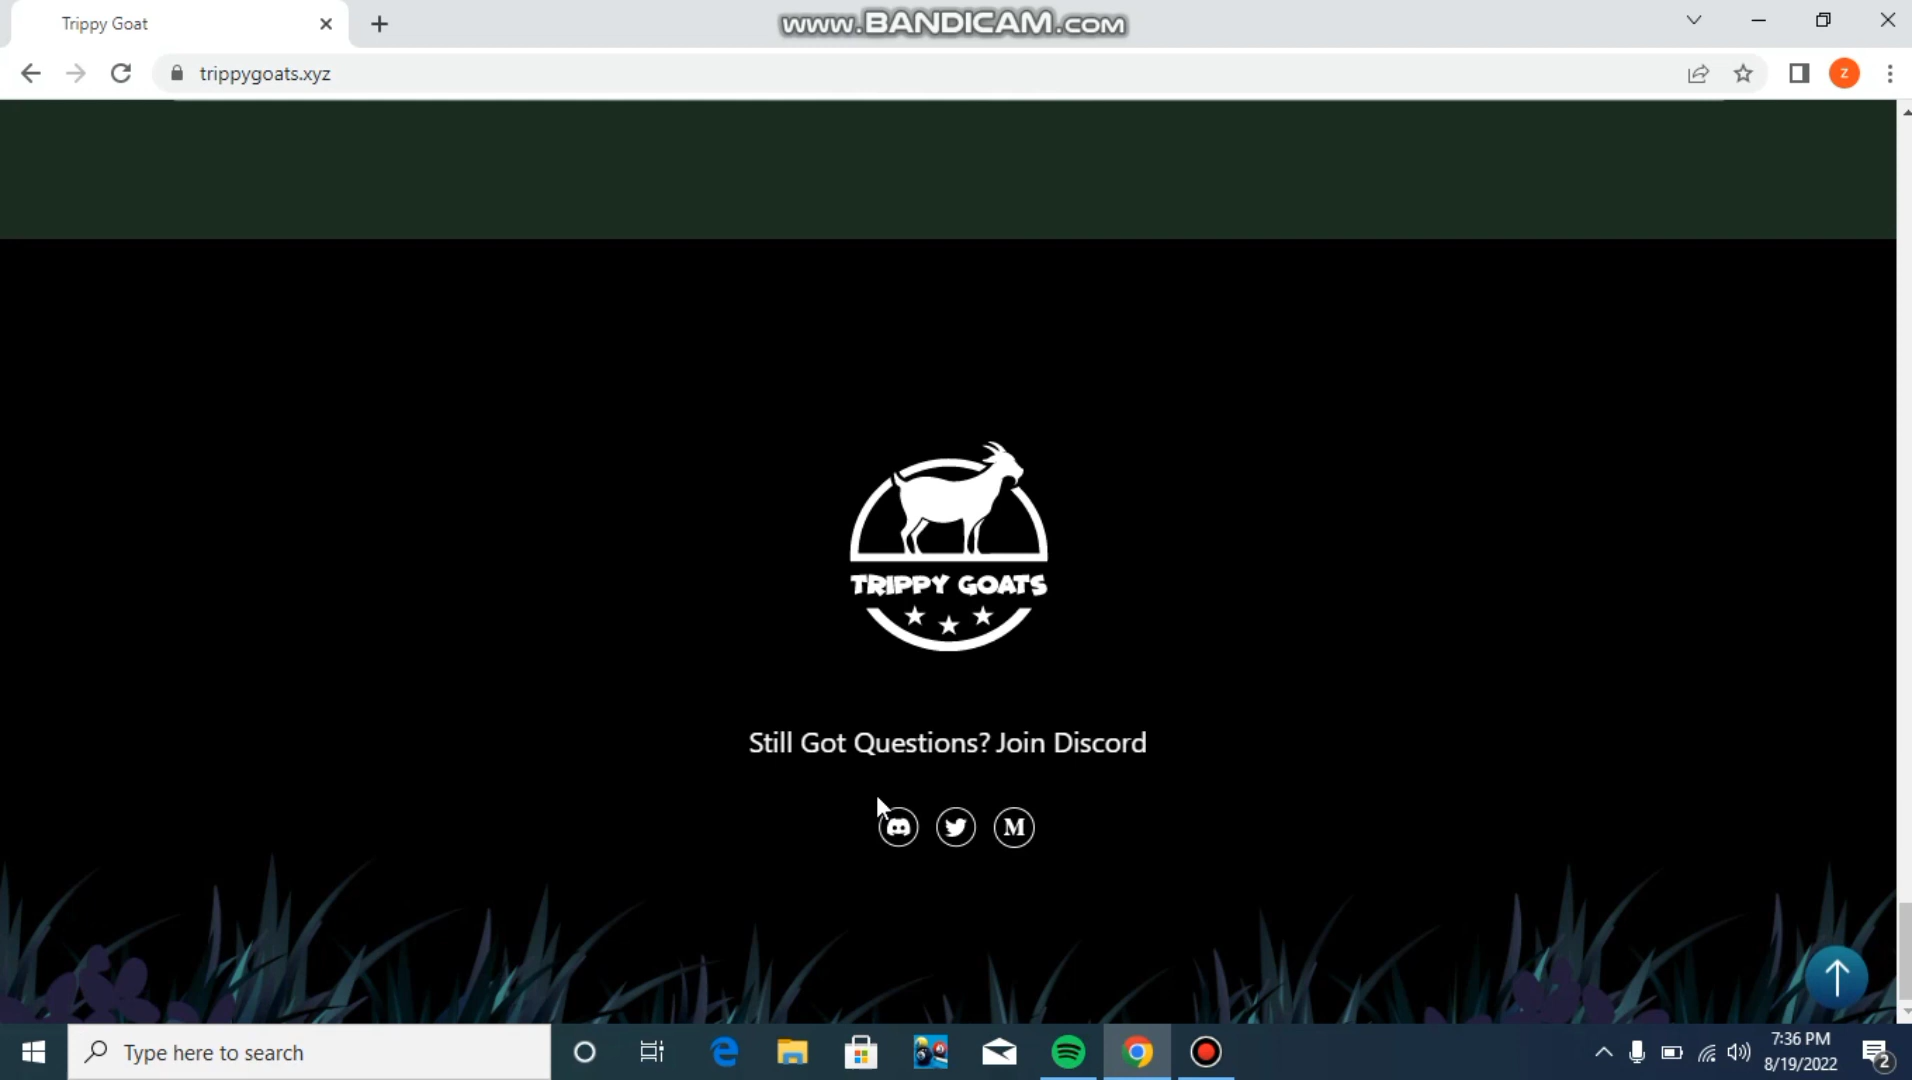 Trippy Goat
www.BANDICAM.com
trippygoats.xyz
z
TRIPPY GOATS
Still Got Questions? Join Discord
M
Type here to search
7:36 PM
8/19/2022
2